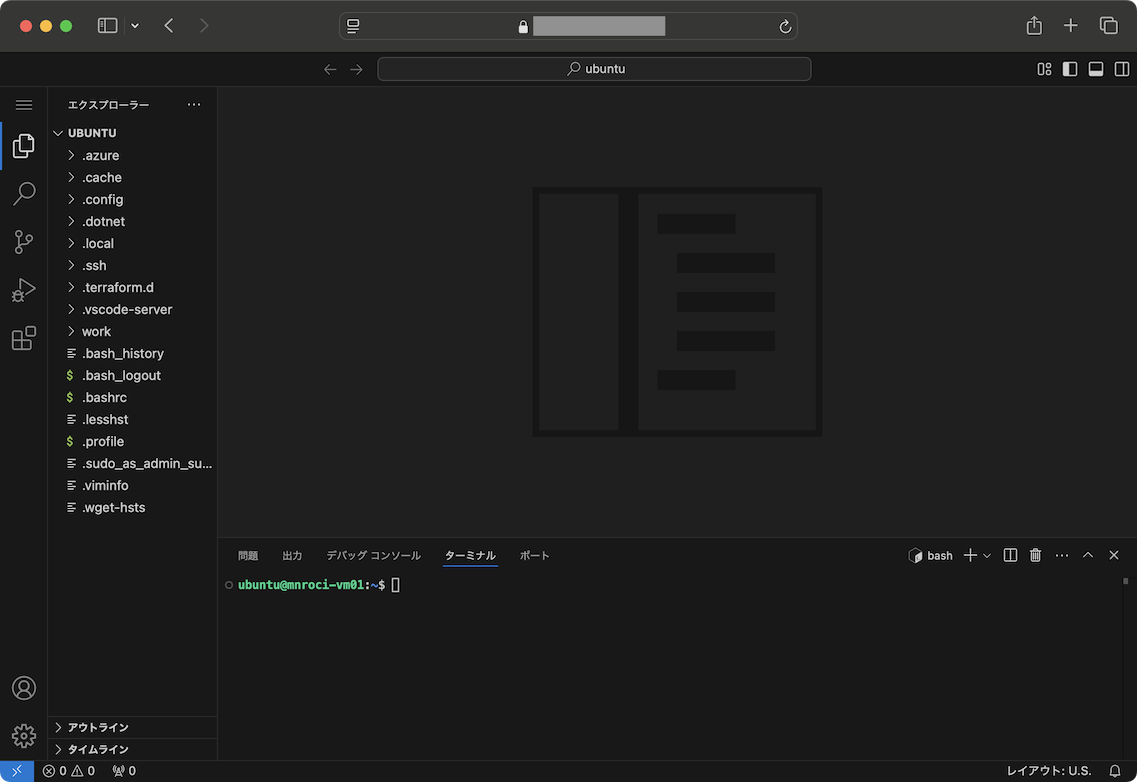 ubuntu
エクスプローラー
UBUNTU
.azure
.cache
.config
.dotnet
.local
.ssh
.terraform.d
.vscode-server
work
.bash_history
.bash_logout
.bashrc
.lesshst
.profile
.sudo_as_admin_su...
.viminfo
.wget-hsts
問題 出力 デバッグ コンソール ターミナル ポート bash
ubuntu@mnroci-vm01:~$
アウトライン
タイムライン
0 0 0 レイアウト: U.S.